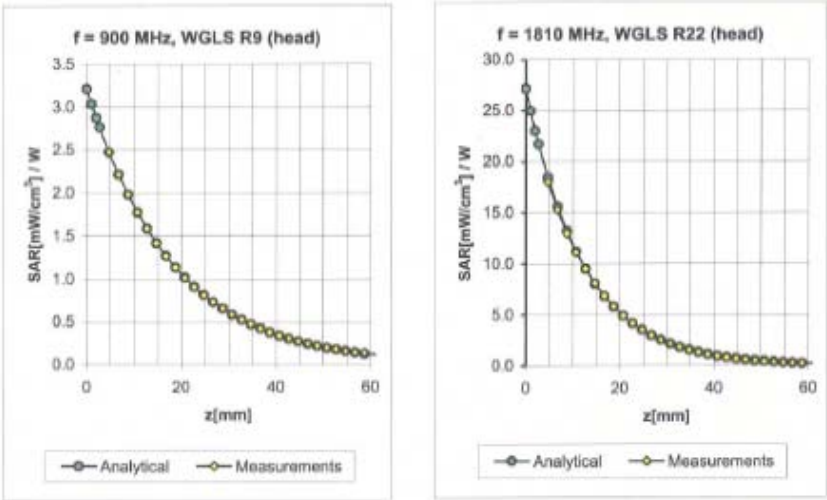 f = 900 MHz, WGLS R9 (head)
3.5
3.0
2.5
2.0
1.5
1.0
0.5
0.0
SAR[mW/cm³] / W
0
20
40
60
z[mm]
Analytical
Measurements
f = 1810 MHz, WGLS R22 (head)
30.0
25.0
20.0
15.0
10.0
5.0
0.0
SAR[mW/cm³] / W
0
20
40
60
z[mm]
Analytical
Measurements